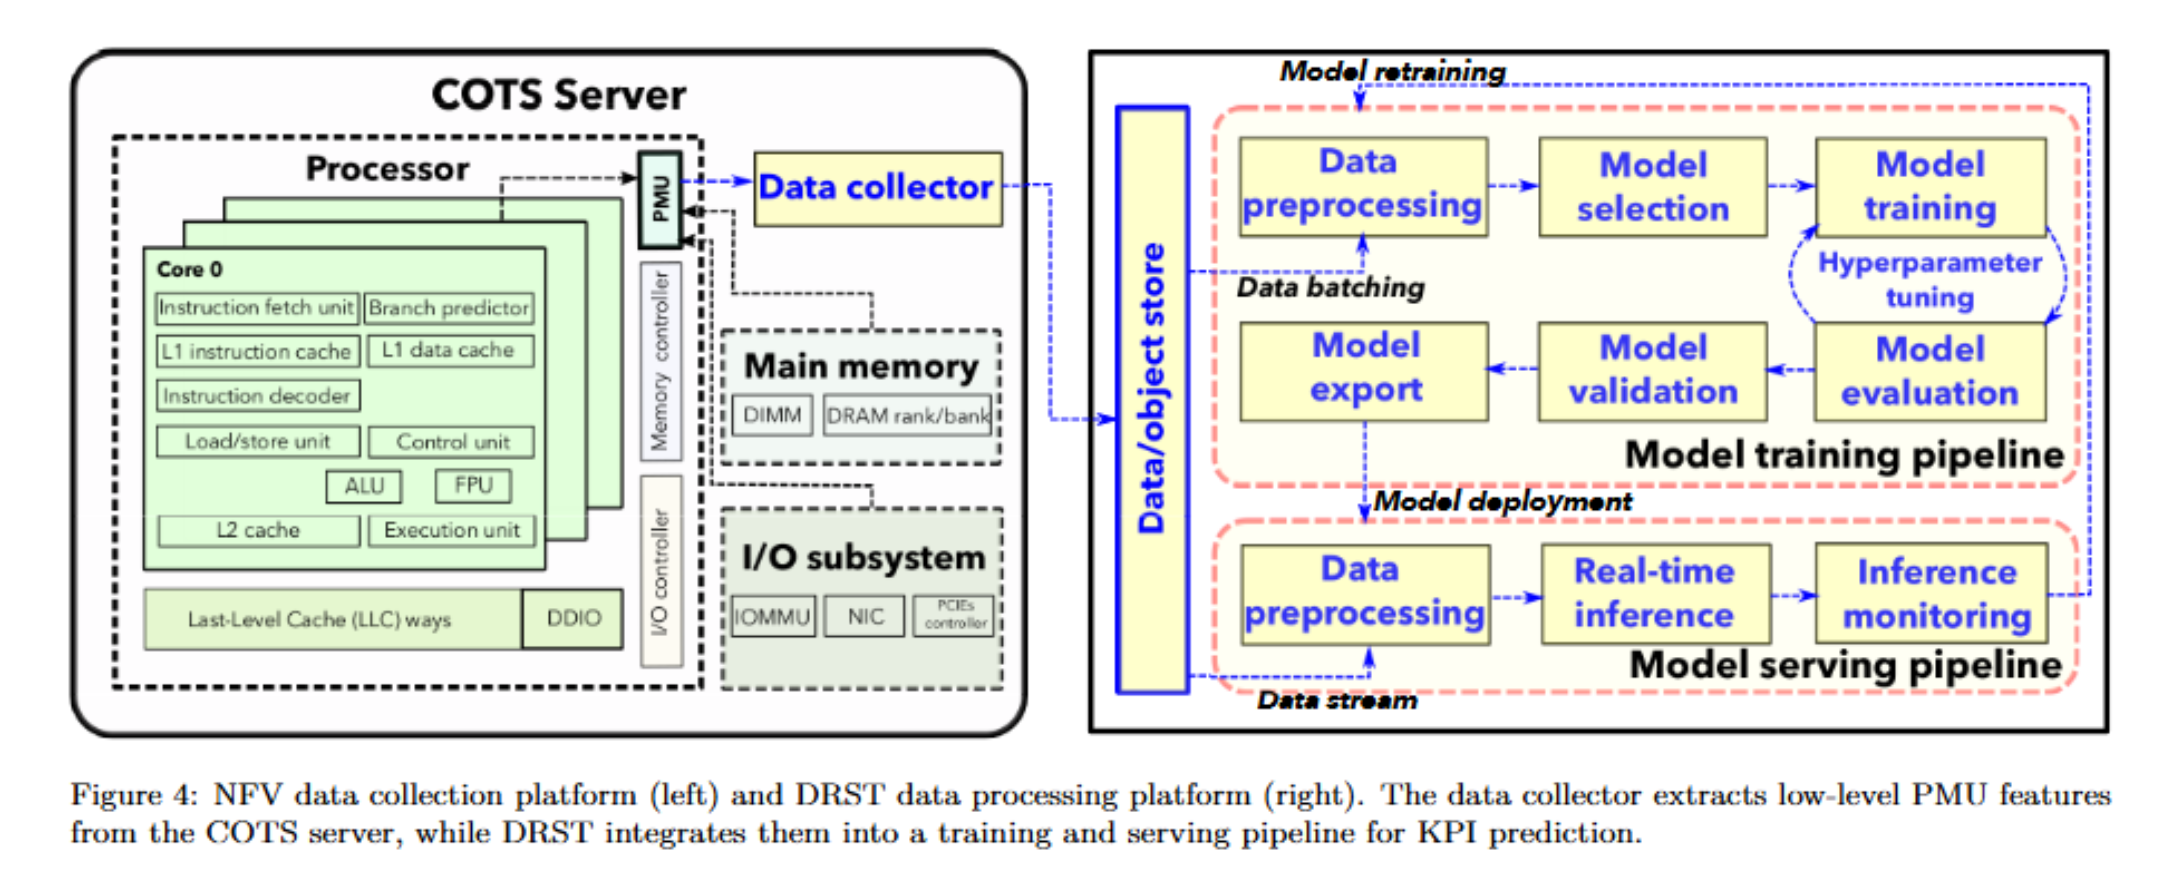 COTS Server
Processor
PMU
Data collector
Core 0
Instruction fetch unit
Branch predictor
L1 instruction cache
L1 data cache
Instruction decoder
Load/store unit
Control unit
ALU
FPU
L2 cache
Execution unit
Last-Level Cache (LLC) ways
DDIO
Memory controller
I/O controller
Main memory
DIMM
DRAM rank/bank
I/O subsystem
IOMMU
NIC
PCIEs
controller
Data/object store
Model retraining
Data
preprocessing
Model
selection
Model
training
Data batching
Hyperparameter
tuning
Model
export
Model
validation
Model
evaluation
Model training pipeline
Model deployment
Data
preprocessing
Real-time
inference
Inference
monitoring
Model serving pipeline
Data stream
Figure 4: NFV data collection platform (left) and DRST data processing platform (right). The data collector extracts low-level PMU features
from the COTS server, while DRST integrates them into a training and serving pipeline for KPI prediction.